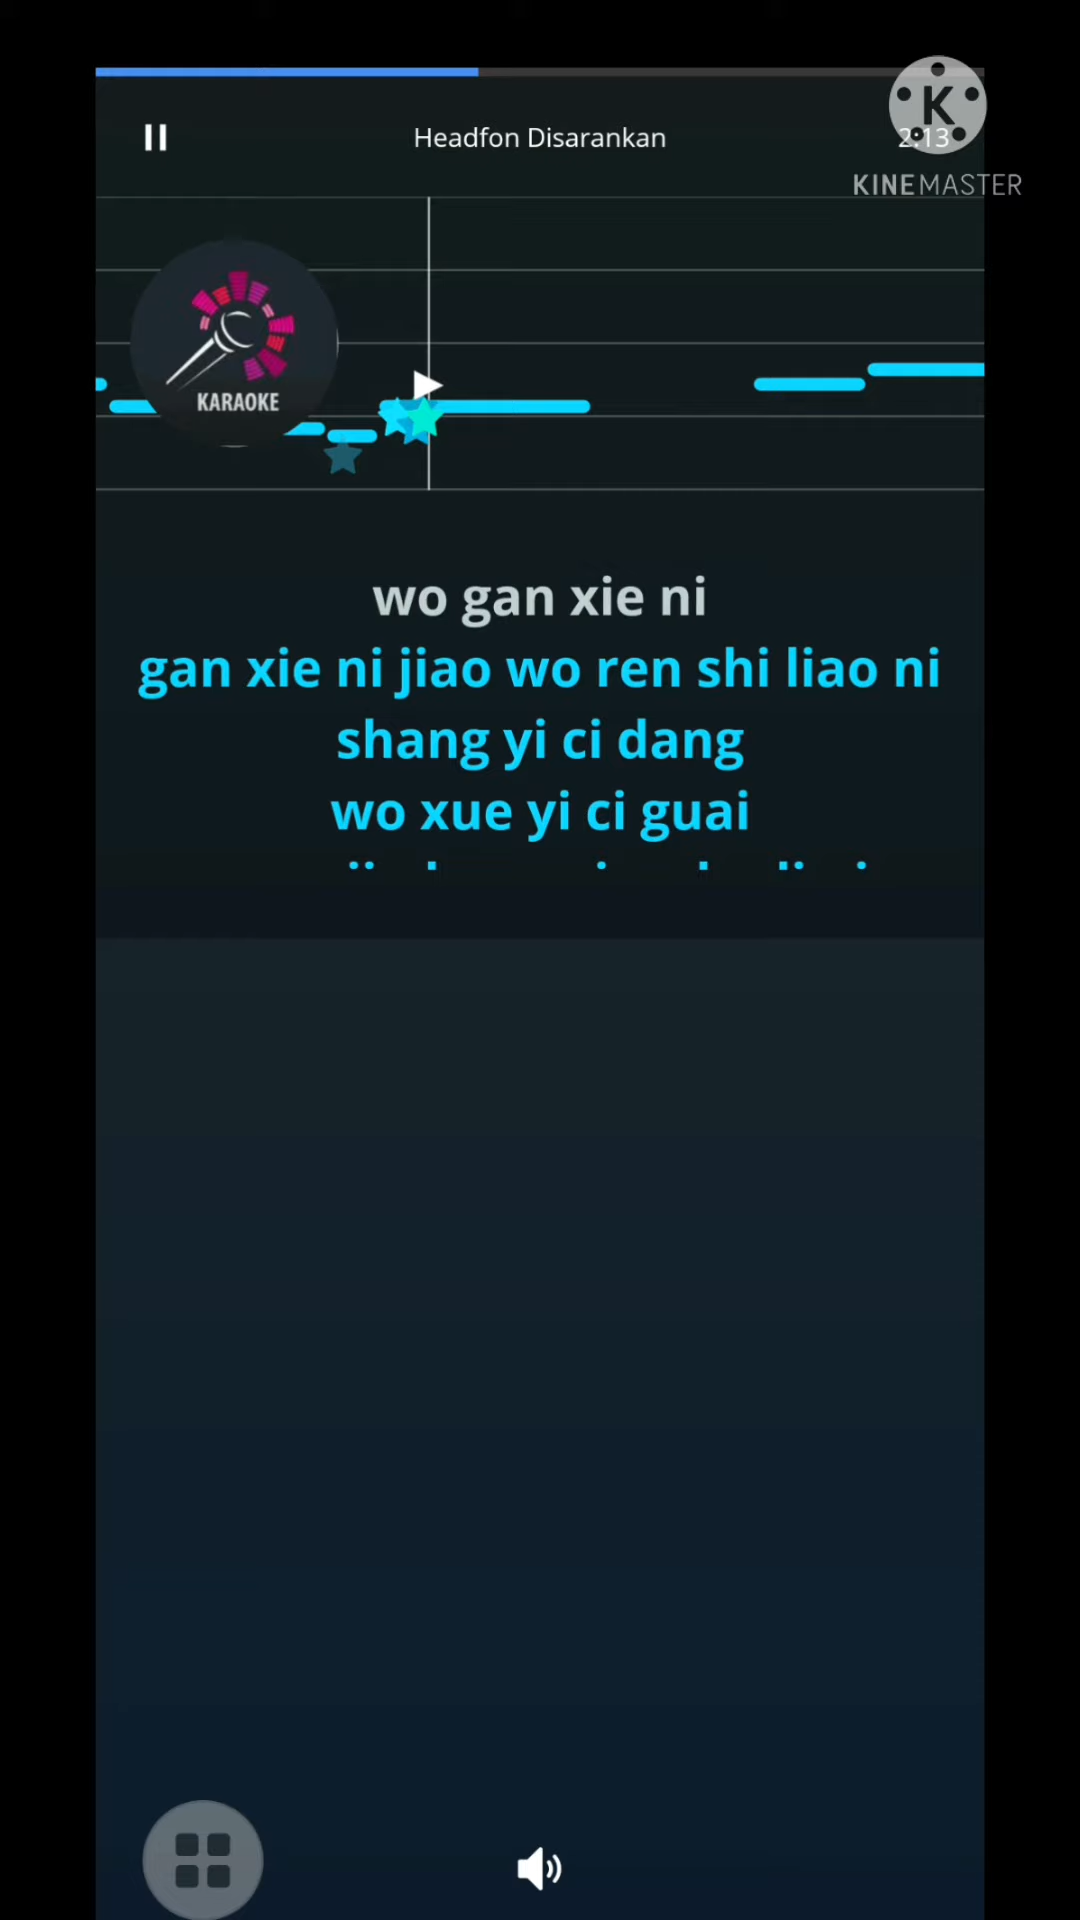 Headfon Disarankan
2:13
KINEMASTER
KARAOKE
wo gan xie ni
gan xie ni jiao wo ren shi liao ni
shang yi ci dang
wo xue yi ci guai